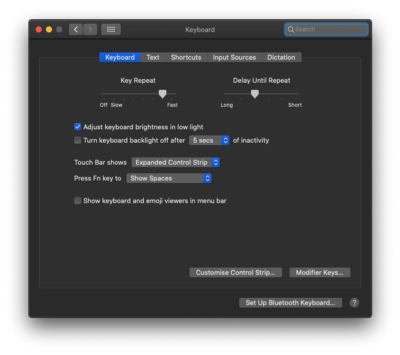 Keyboard
Search
Keyboard Text Shortcuts Input Sources Dictation
Key Repeat Delay Until Repeat
Off Slow Fast Long Short
Adjust keyboard brightness in low light
Turn keyboard backlight off after 5 secs of inactivity
Touch Bar shows Expanded Control Strip
Press Fn key to Show Spaces
Show keyboard and emoji viewers in menu bar
Customise Control Strip... Modifier Keys...
Set Up Bluetooth Keyboard... ?